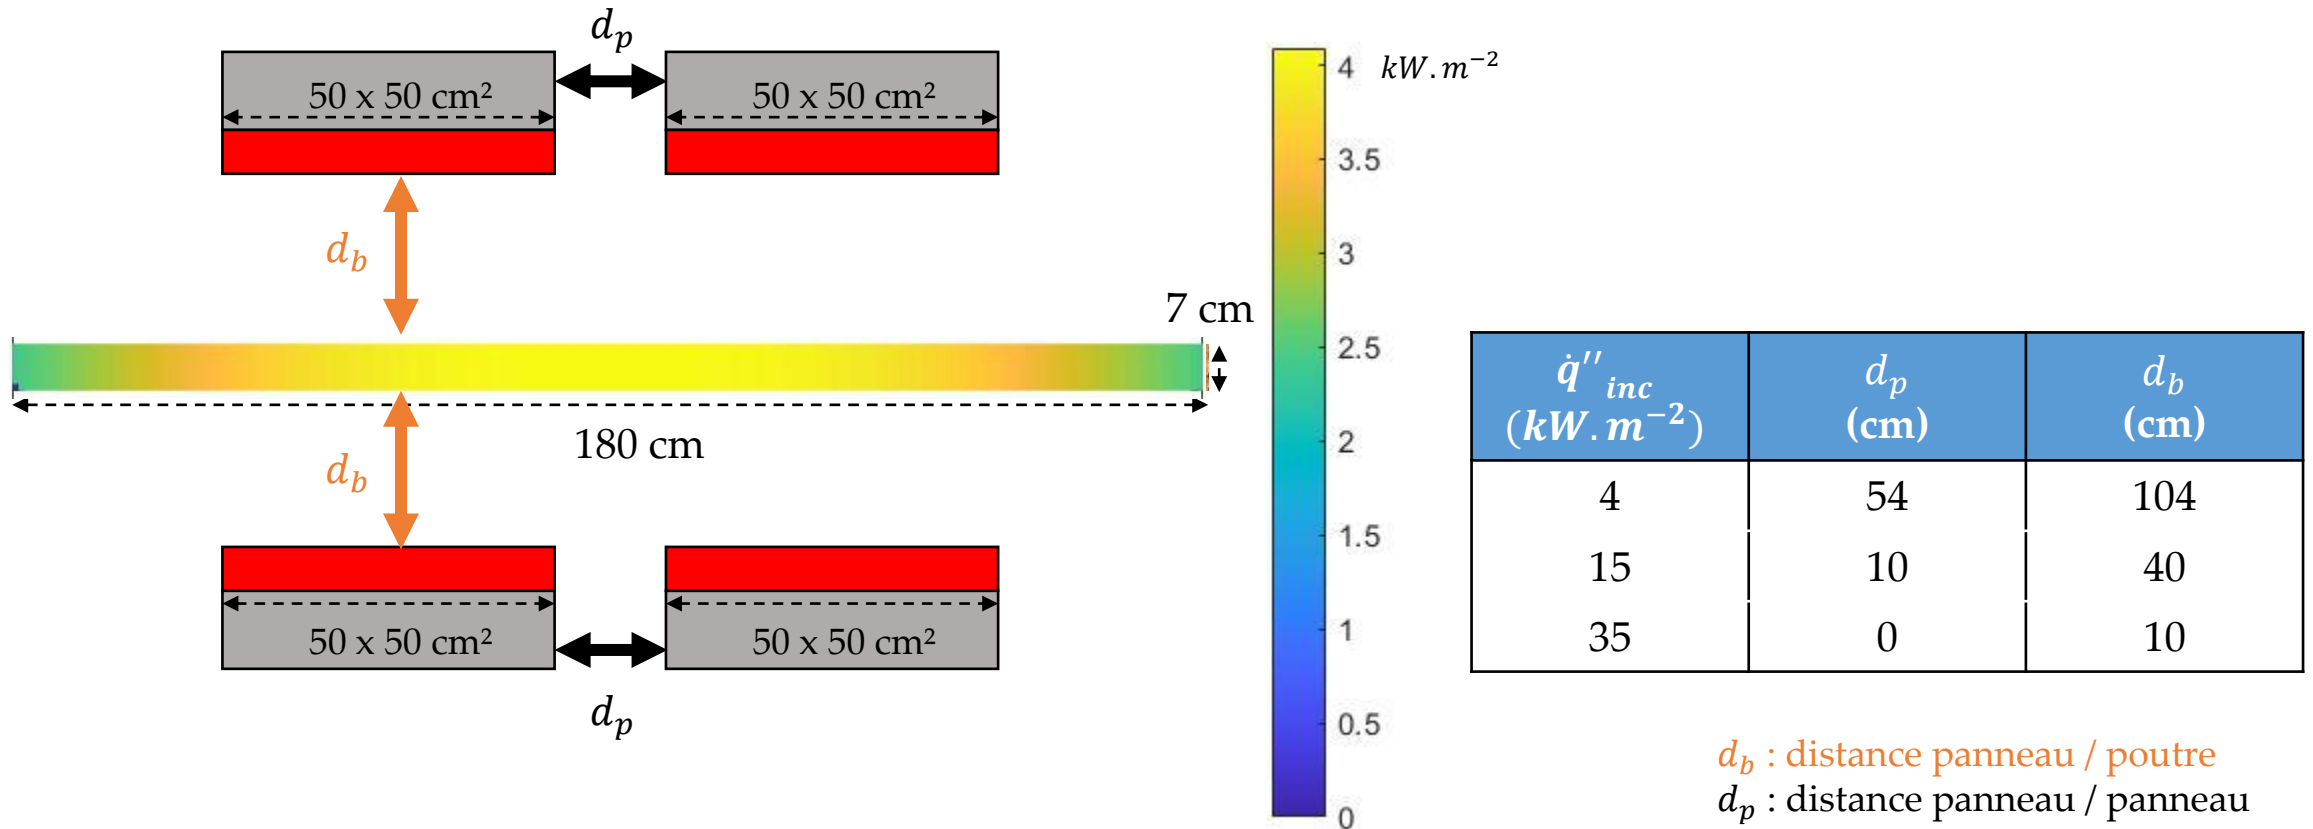 d_p
50 x 50 cm²
50 x 50 cm²
d_b
7 cm
180 cm
d_b
50 x 50 cm²
50 x 50 cm²
d_p
4 kW.m⁻²
3.5
3
2.5
2
1.5
1
0.5
0
q̇''_inc (kW.m⁻²) d_p (cm) d_b (cm)
4 54 104
15 10 40
35 0 10
d_b : distance panneau / poutre
d_p : distance panneau / panneau